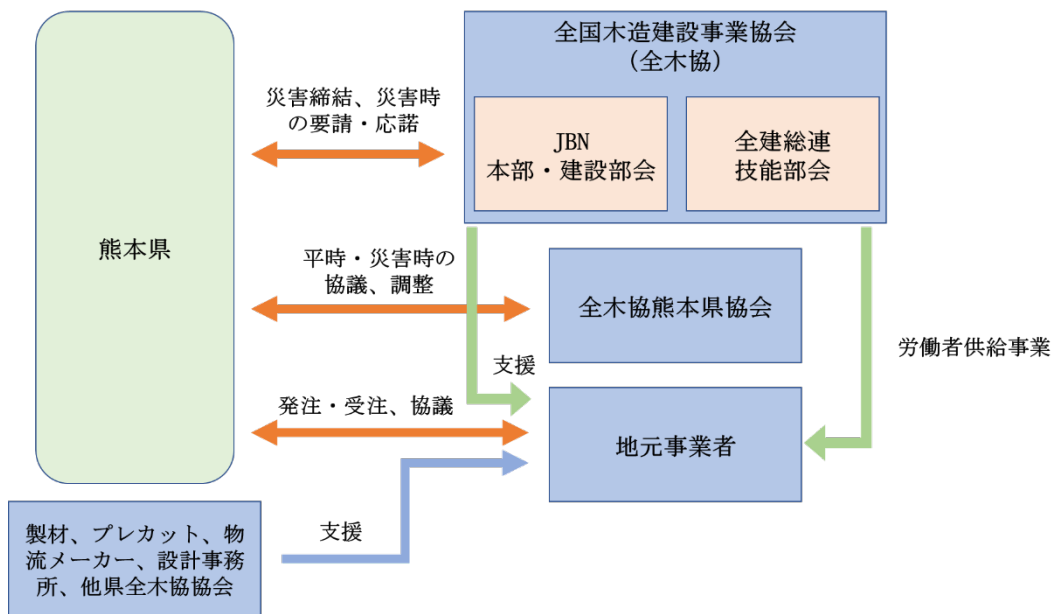 全国木造建設事業協会
(全木協)
災害締結、災害時
の要請・応諾
JBN
本部・建設部会
全建総連
技能部会
熊本県
平時・災害時の
協議、調整
全木協熊本県協会
労働者供給事業
支援
発注・受注、協議
地元事業者
製材、プレカット、物
流メーカー、設計事務
所、他県全木協協会
支援